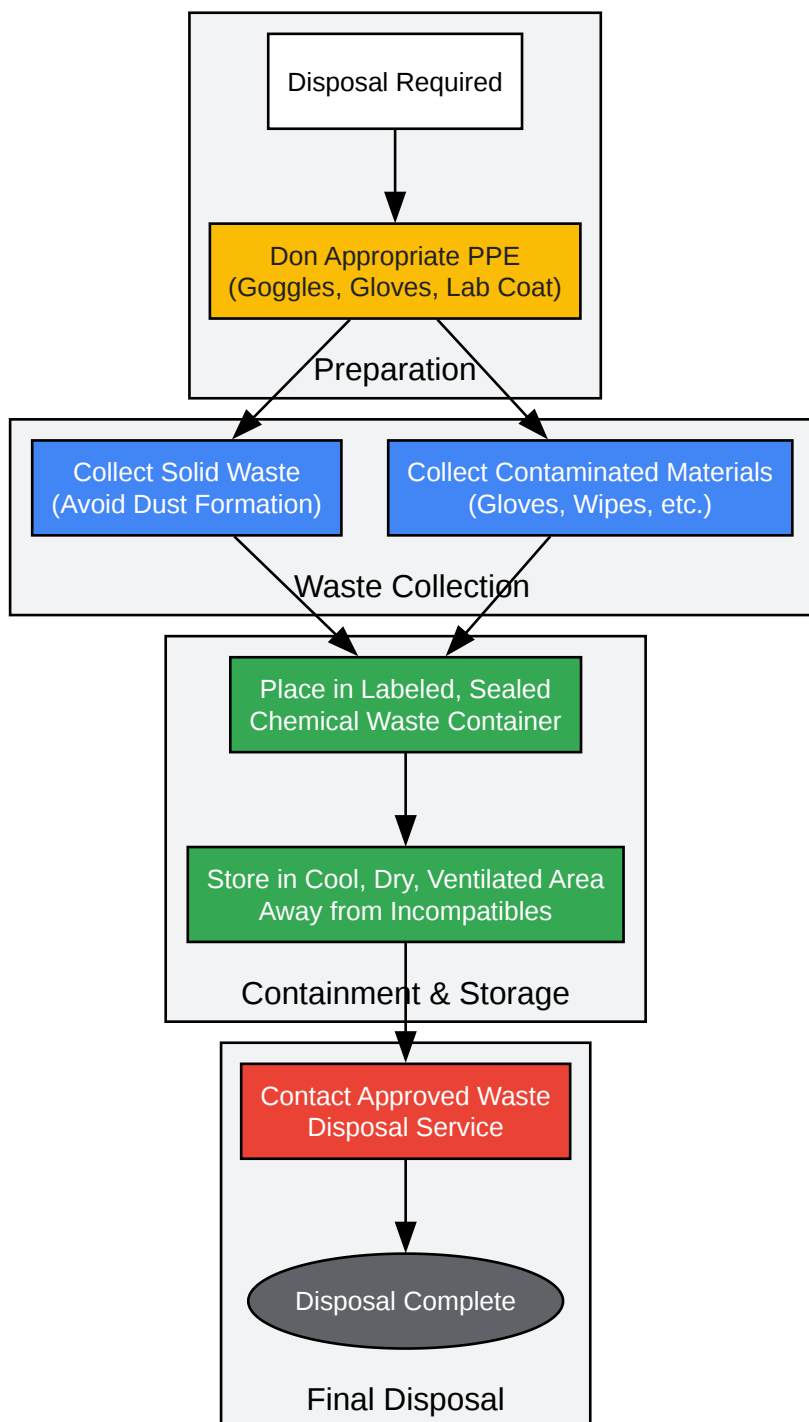 Disposal Required
Don Appropriate PPE
(Goggles, Gloves, Lab Coat)
Preparation
Collect Solid Waste
(Avoid Dust Formation)
Collect Contaminated Materials
(Gloves, Wipes, etc.)
Waste Collection
Place in Labeled, Sealed
Chemical Waste Container
Store in Cool, Dry, Ventilated Area
Away from Incompatibles
Containment & Storage
Contact Approved Waste
Disposal Service
Disposal Complete
Final Disposal